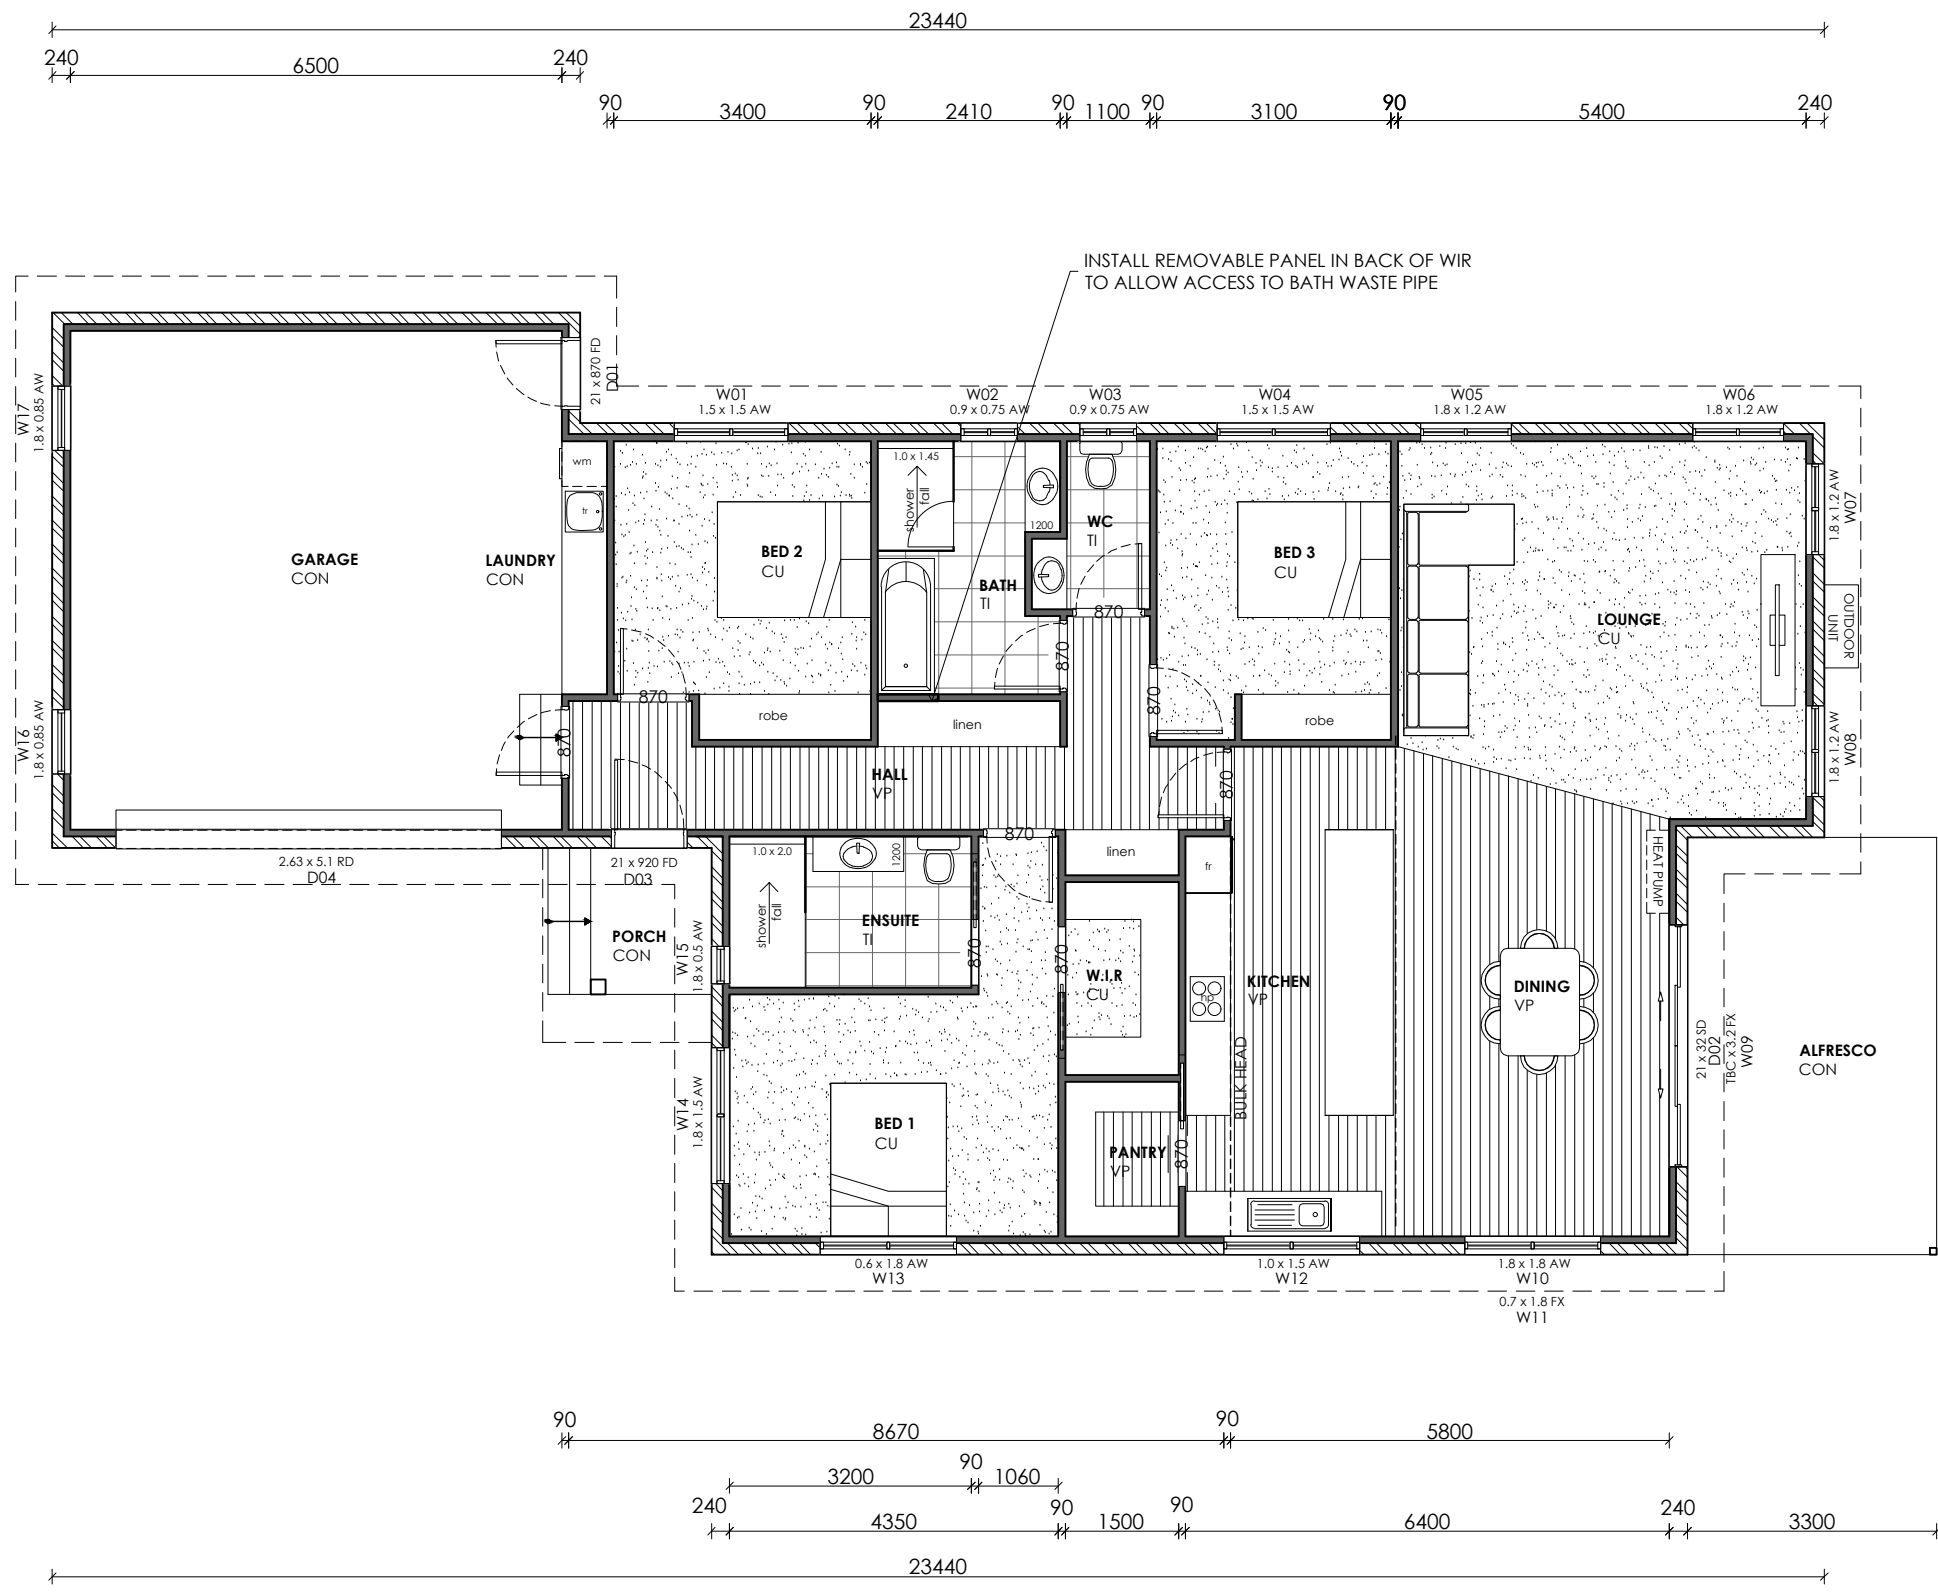 23440
240
6500
240
90
3400
90
2410
90
1100
90
3100
90
5400
240
INSTALL REMOVABLE PANEL IN BACK OF WIR
TO ALLOW ACCESS TO BATH WASTE PIPE
21 x 870 FD
D01
W01
1.5 x 1.5 AW
W02
0.9 x 0.75 AW
W03
0.9 x 0.75 AW
W04
1.5 x 1.5 AW
W05
1.8 x 1.2 AW
W06
1.8 x 1.2 AW
W17
1.8 x 0.85 AW
W16
1.8 x 0.85 AW
GARAGE
CON
LAUNDRY
CON
wm
tr
BED 2
CU
1.0 x 1.45
shower
fall
1200
BATH
TI
WC
TI
870
870
BED 3
CU
870
LOUNGE
CU
1.8 x 1.2 AW
W07
OUTDOOR
UNIT
1.8 x 1.2 AW
W08
870
robe
linen
robe
870
HALL
VP
870
2.63 x 5.1 RD
D04
21 x 920 FD
D03
PORCH
CON
W15
1.8 x 0.5 AW
1.0 x 2.0
shower
fall
1200
ENSUITE
TI
870
870
linen
870
W.I.R
CU
fr
KITCHEN
VP
hp
BULK HEAD
HEAT PUMP
DINING
VP
21 x 32 SD
D02
TBC x 3.2 FX
W09
ALFRESCO
CON
W14
1.8 x 1.5 AW
BED 1
CU
PANTRY
VP
870
0.6 x 1.8 AW
W13
1.0 x 1.5 AW
W12
1.8 x 1.8 AW
W10
0.7 x 1.8 FX
W11
90
8670
90
5800
3200
90
1060
240
4350
90
1500
90
6400
240
3300
23440